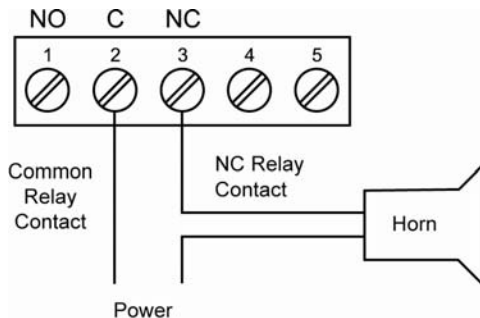 NO C NC
1 2 3 4 5
Common
Relay
Contact
NC Relay
Contact
Horn
Power